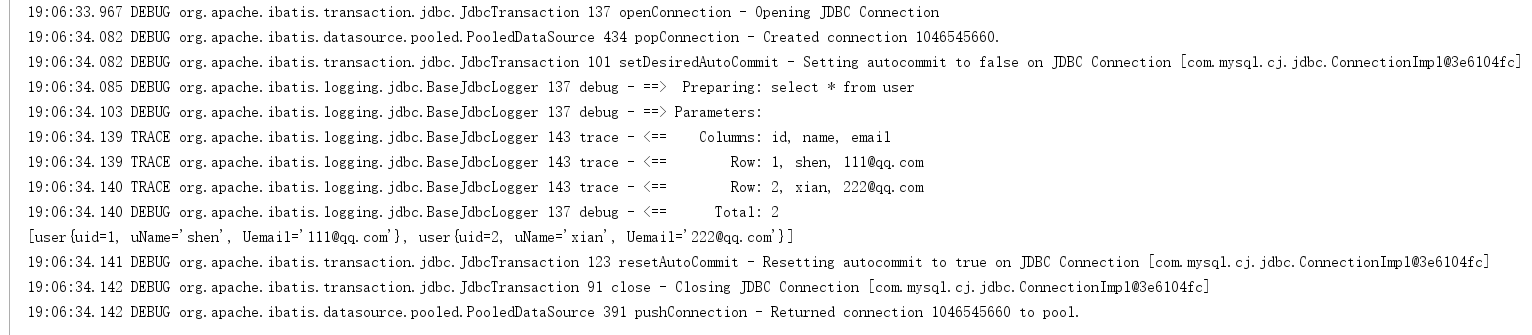 19:06:33.967 DEBUG org.apache.ibatis.transaction.jdbc.JdbcTransaction 137 openConnection - Opening JDBC Connection
19:06:34.082 DEBUG org.apache.ibatis.datasource.pooled.PooledDataSource 434 popConnection - Created connection 1046545660.
19:06:34.082 DEBUG org.apache.ibatis.transaction.jdbc.JdbcTransaction 101 setDesiredAutoCommit - Setting autocommit to false on JDBC Connection [com.mysql.cj.jdbc.ConnectionImpl@3e6104fc]
19:06:34.085 DEBUG org.apache.ibatis.logging.jdbc.BaseJdbcLogger 137 debug - ==>  Preparing: select * from user
19:06:34.103 DEBUG org.apache.ibatis.logging.jdbc.BaseJdbcLogger 137 debug - ==> Parameters:
19:06:34.139 TRACE org.apache.ibatis.logging.jdbc.BaseJdbcLogger 143 trace - <==    Columns: id, name, email
19:06:34.139 TRACE org.apache.ibatis.logging.jdbc.BaseJdbcLogger 143 trace - <==        Row: 1, shen, 111@qq.com
19:06:34.140 TRACE org.apache.ibatis.logging.jdbc.BaseJdbcLogger 143 trace - <==        Row: 2, xian, 222@qq.com
19:06:34.140 DEBUG org.apache.ibatis.logging.jdbc.BaseJdbcLogger 137 debug - <==      Total: 2
[user{uid=1, uName='shen', Uemail='111@qq.com'}, user{uid=2, uName='xian', Uemail='222@qq.com'}]
19:06:34.141 DEBUG org.apache.ibatis.transaction.jdbc.JdbcTransaction 123 resetAutoCommit - Resetting autocommit to true on JDBC Connection [com.mysql.cj.jdbc.ConnectionImpl@3e6104fc]
19:06:34.142 DEBUG org.apache.ibatis.transaction.jdbc.JdbcTransaction 91 close - Closing JDBC Connection [com.mysql.cj.jdbc.ConnectionImpl@3e6104fc]
19:06:34.142 DEBUG org.apache.ibatis.datasource.pooled.PooledDataSource 391 pushConnection - Returned connection 1046545660 to pool.